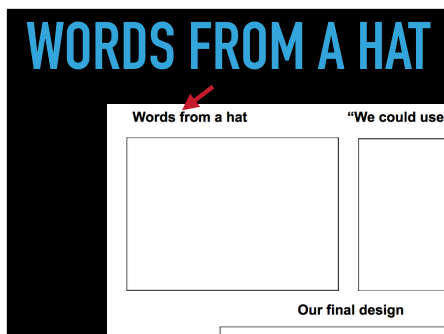 WORDS FROM A HAT
Words from a hat
“We could use
Our final design